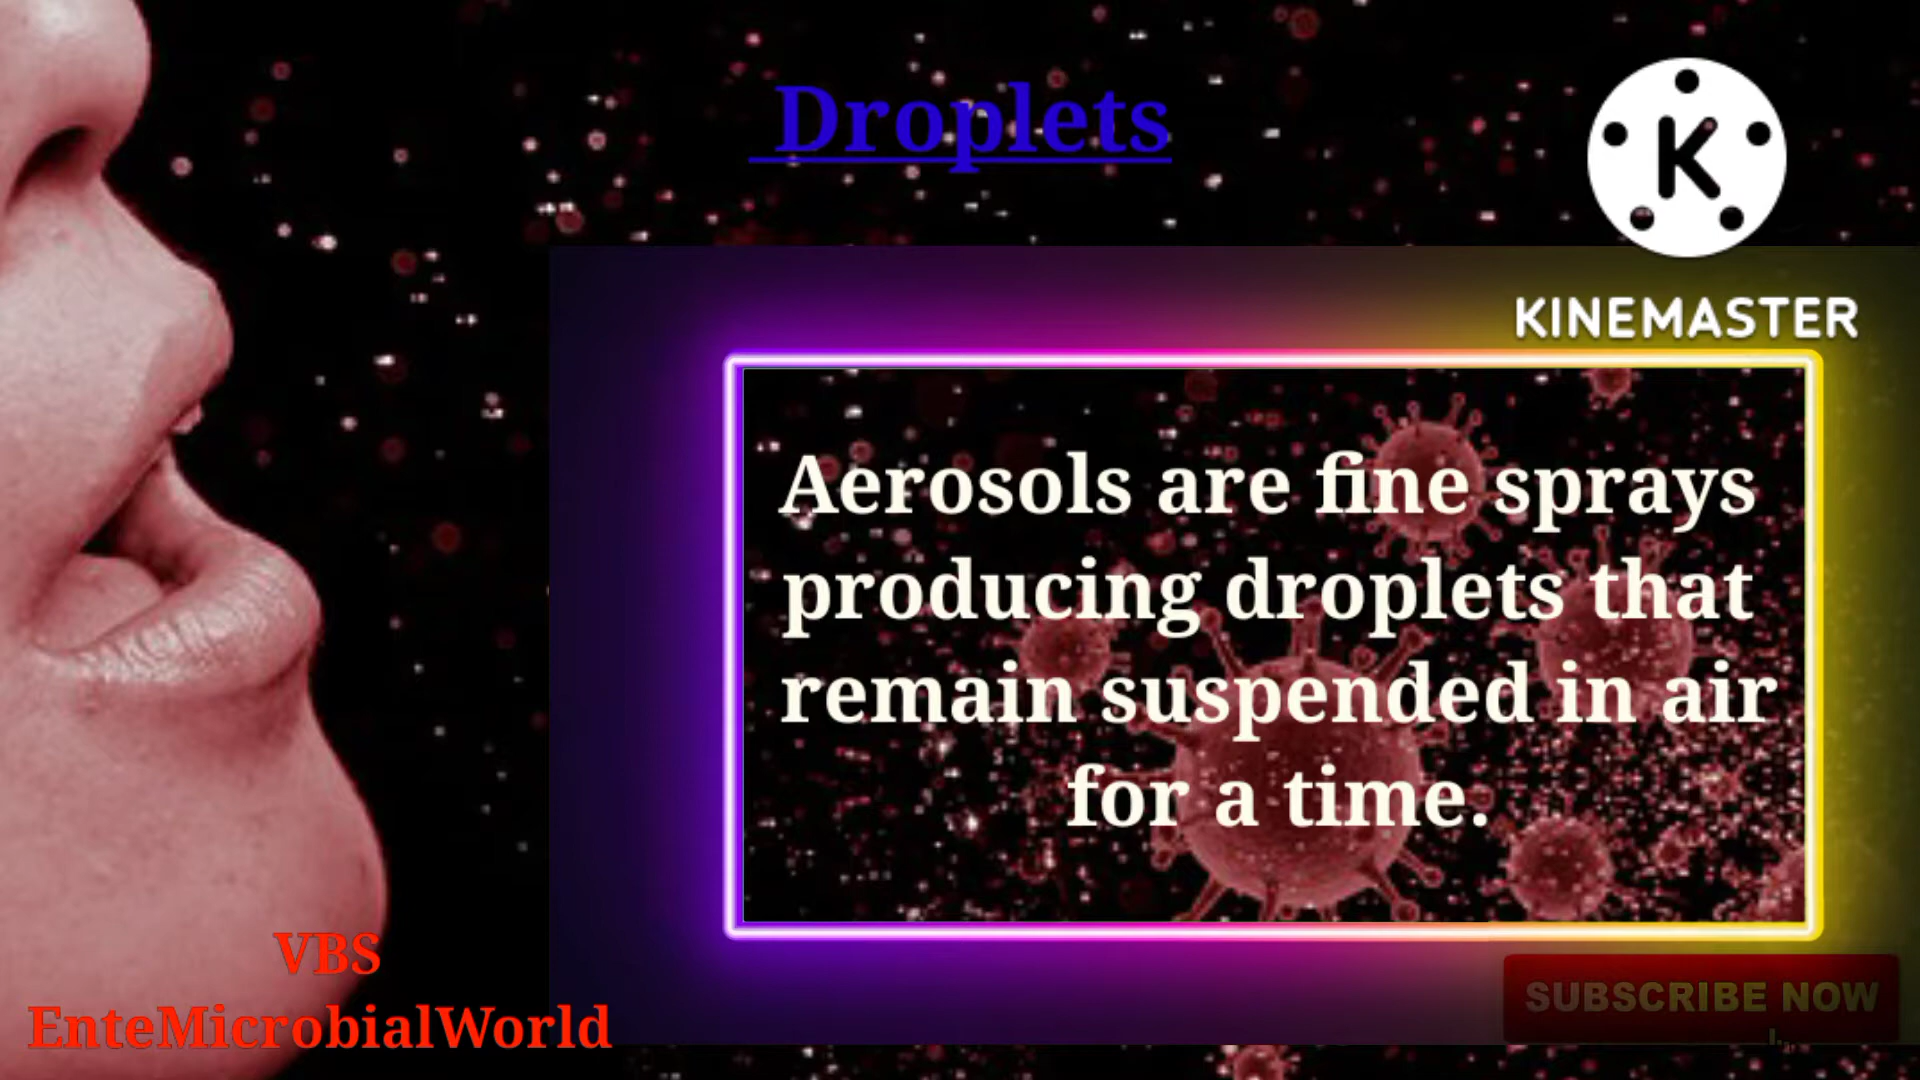 Droplets
K
KINEMASTER
Aerosols are fine sprays
producing droplets that
remain suspended in air
for a time.
VBS
EnteMicrobialWorld
SUBSCRIBE NOW